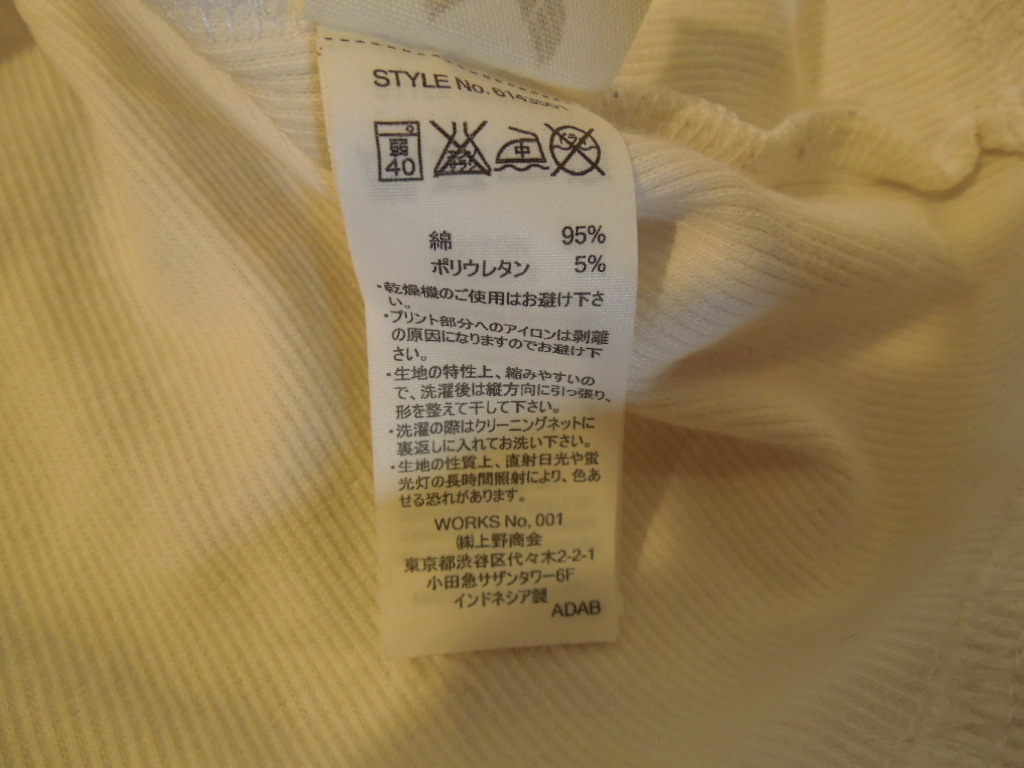 STYLE No.
弱
40
エンソ
サラシ
中
綿 95%
ポリウレタン 5%
・乾燥機のご使用はお避け下さ
い。
・プリント部分へのアイロンは剥離
の原因になりますのでお避け下
さい。
・生地の特性上、縮みやすいの
で、洗濯後は縦方向に引っ張り、
形を整えて干して下さい。
・洗濯の際はクリーニングネットに
裏返しに入れてお洗い下さい。
・生地の性質上、直射日光や蛍
光灯の長時間照射により、色あ
せる恐れがあります。
WORKS No, 001
㈱上野商会
東京都渋谷区代々木2-2-1
小田急サザンタワー6F
インドネシア製
ADAB